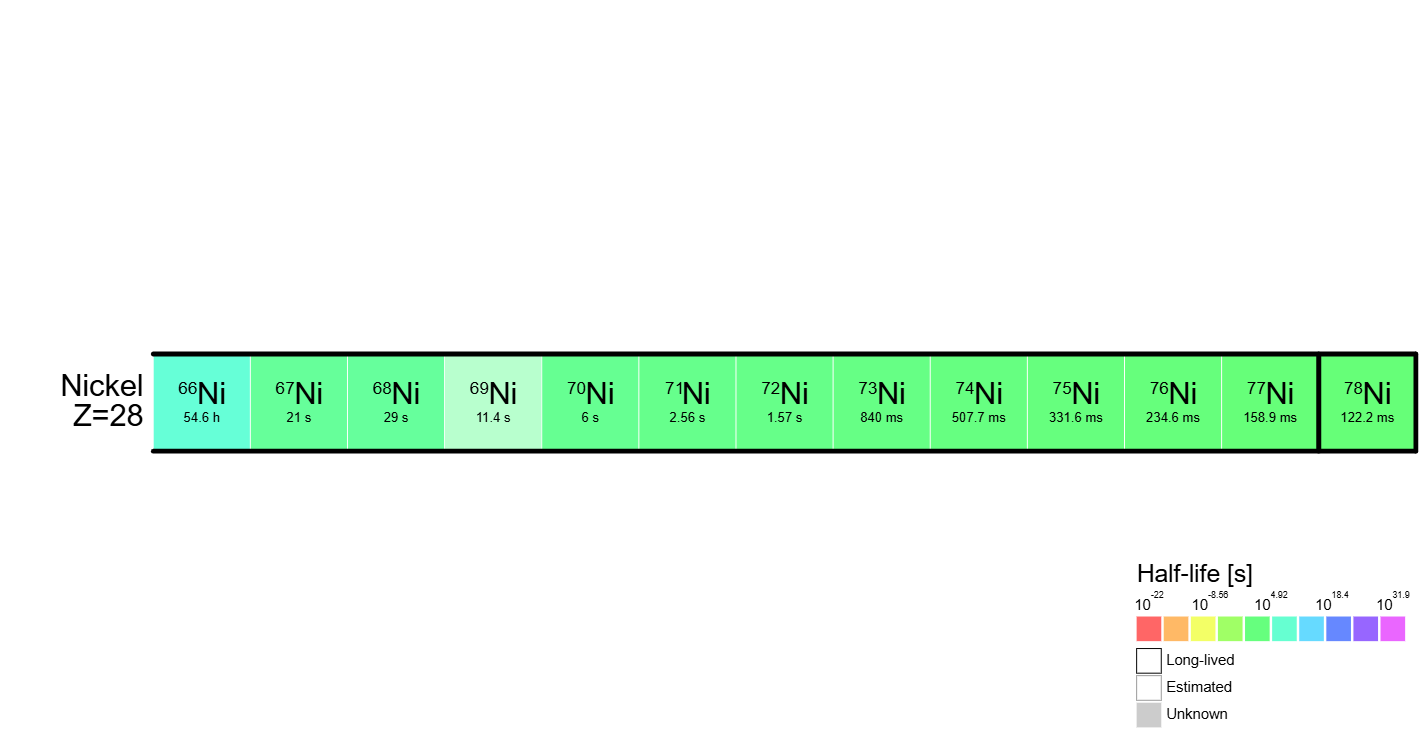 Nickel
Z=28
⁶⁶Ni ⁶⁷Ni ⁶⁸Ni ⁶⁹Ni ⁷⁰Ni ⁷¹Ni ⁷²Ni ⁷³Ni ⁷⁴Ni ⁷⁵Ni ⁷⁶Ni ⁷⁷Ni ⁷⁸Ni
54.6 h 21 s 29 s 11.4 s 6 s 2.56 s 1.57 s 840 ms 507.7 ms 331.6 ms 234.6 ms 158.9 ms 122.2 ms
Half-life [s]
10⁻²² 10⁻⁸·⁵⁶ 10⁴·⁹² 10¹⁸·⁴ 10³¹·⁹
Long-lived
Estimated
Unknown